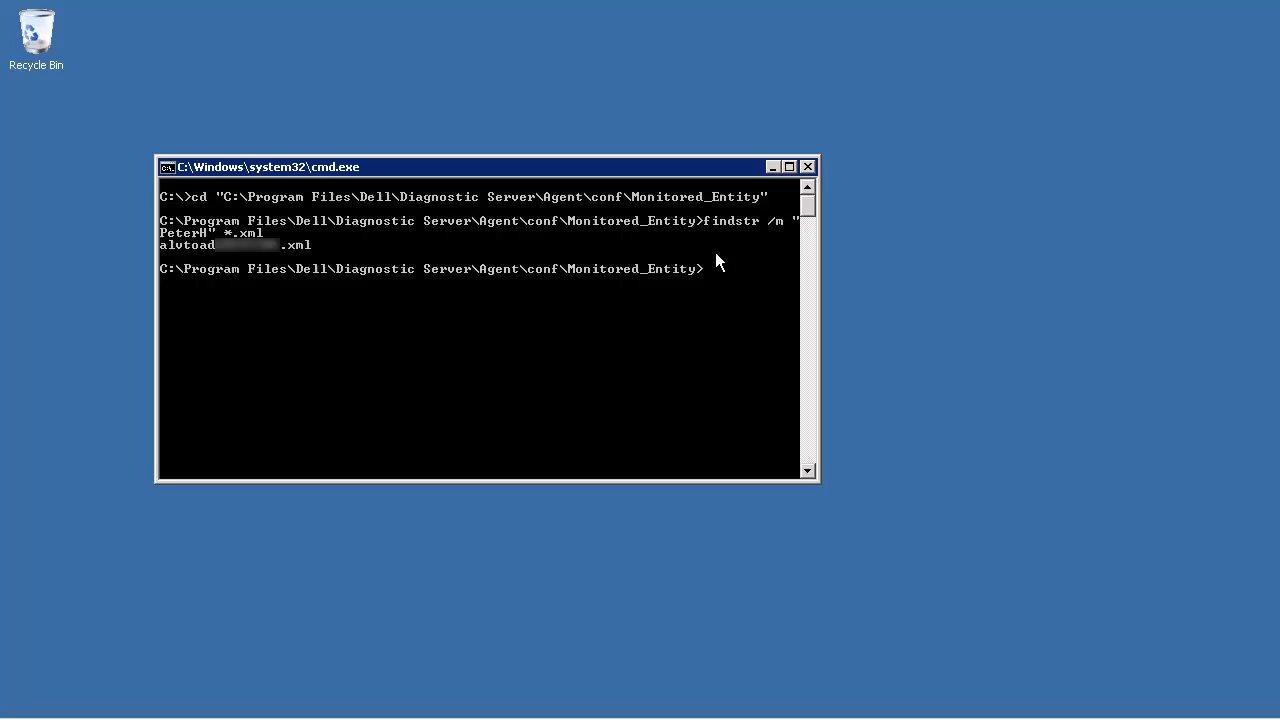 Recycle Bin
C:\Windows\system32\cmd.exe
C:\>cd "C:\Program Files\Dell\Diagnostic Server\Agent\conf\Monitored_Entity"
C:\Program Files\Dell\Diagnostic Server\Agent\conf\Monitored_Entity>findstr /m "
PeterH" *.xml
alvtoad .xml
C:\Program Files\Dell\Diagnostic Server\Agent\conf\Monitored_Entity>